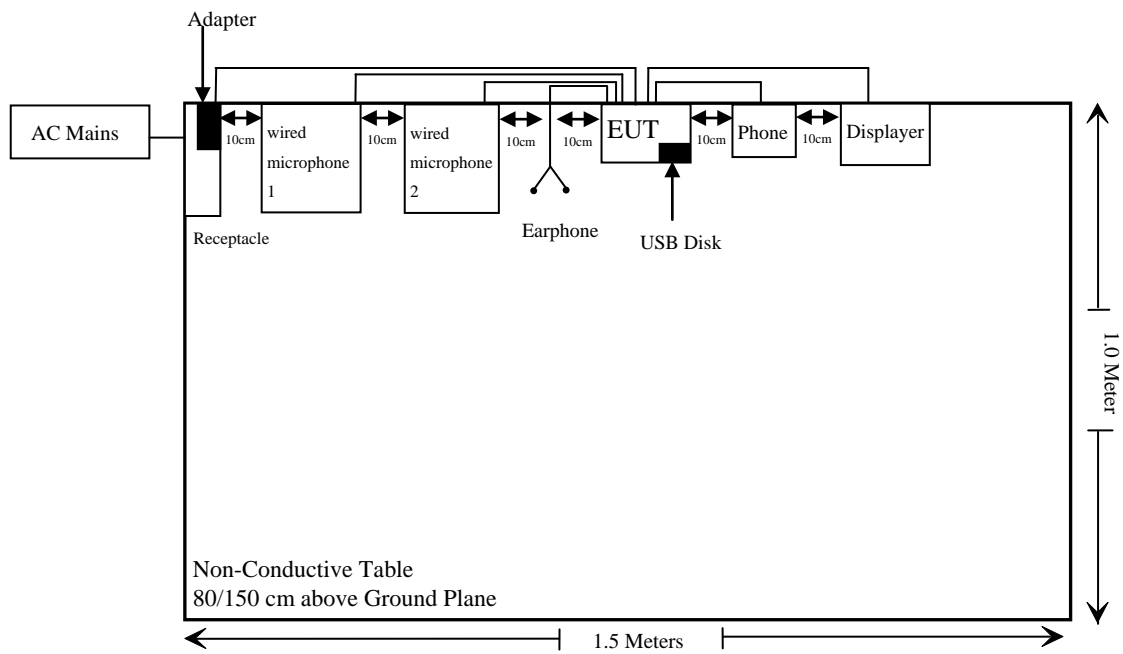 Adapter
AC Mains
10cm
wired
microphone
1
10cm
wired
microphone
2
10cm
10cm
EUT
10cm
Phone
10cm
Displayer
Receptacle
Earphone
USB Disk
1.0 Meter
Non-Conductive Table
80/150 cm above Ground Plane
1.5 Meters